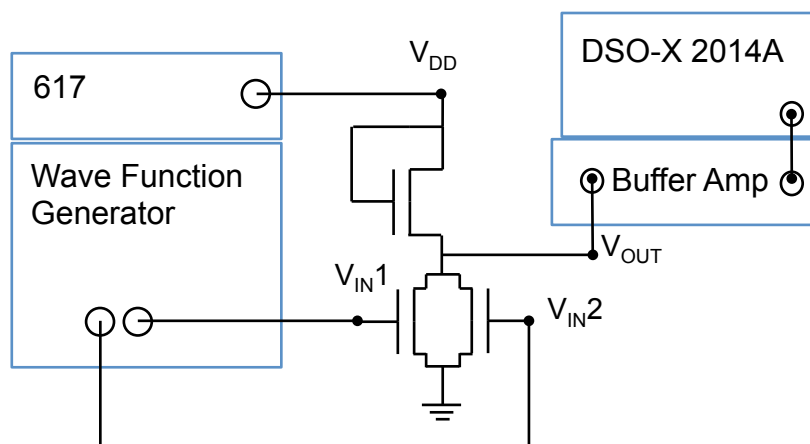 V_DD
DSO-X 2014A
617
Wave Function
Generator
Buffer Amp
V_OUT
V_IN1
V_IN2